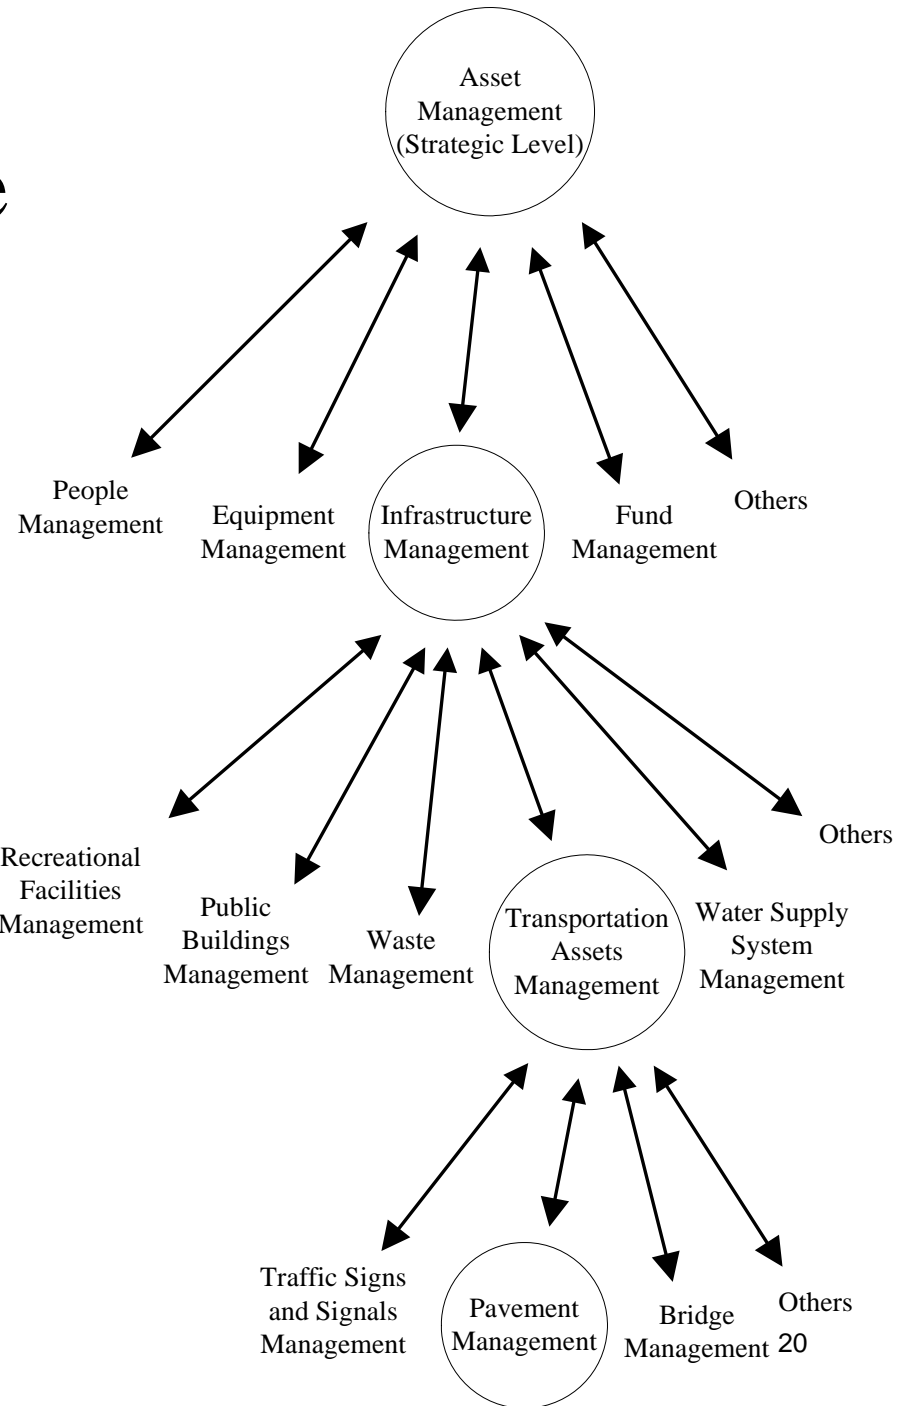 e
Asset
Management
(Strategic Level)
People
Management
Equipment
Management
Infrastructure
Management
Fund
Management
Others
Recreational
Facilities
Management
Public
Buildings
Management
Waste
Management
Transportation
Assets
Management
Water Supply
System
Management
Others
Traffic Signs
and Signals
Management
Pavement
Management
Bridge
Management
Others
20